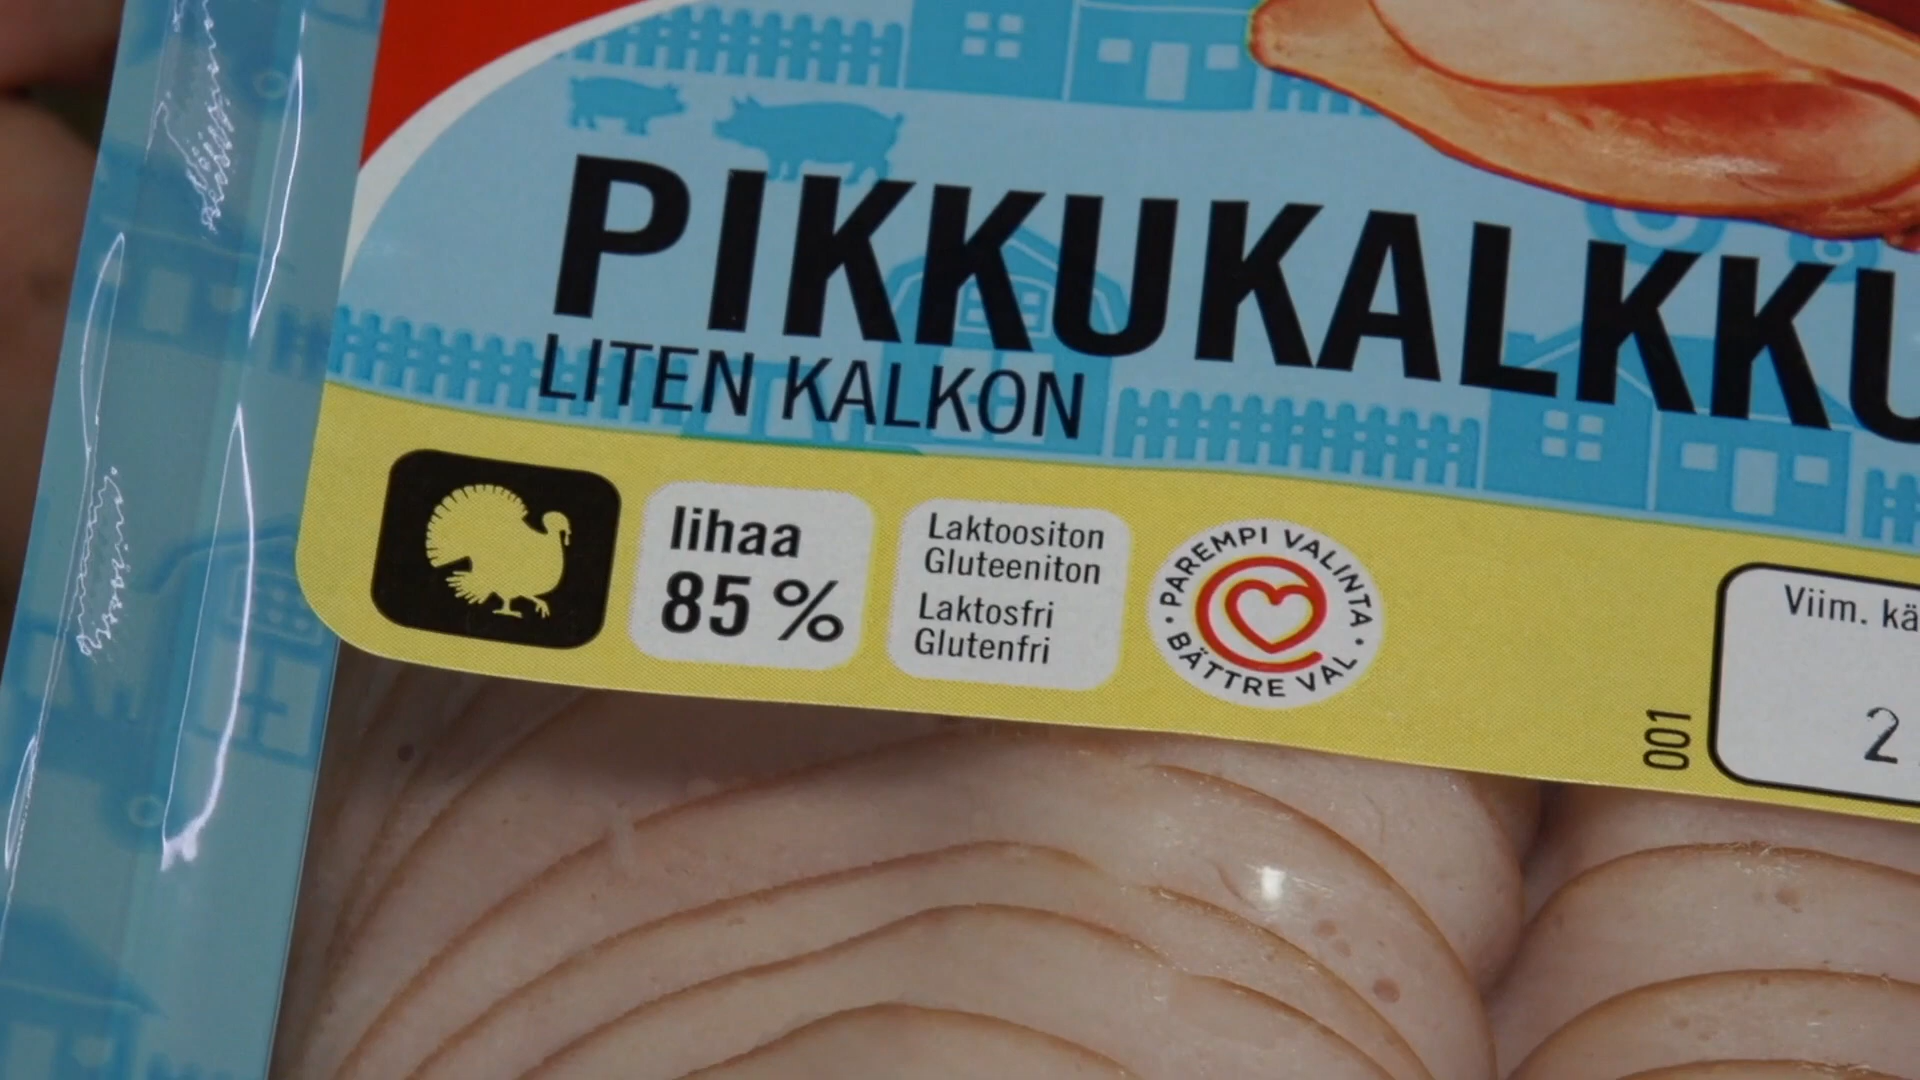 PIKKUKALKKU
LITEN KALKON
lihaa
85 %
Laktoositon
Gluteeniton
Laktosfri
Glutenfri
PAREMPI VALINTA
BÄTTRE VAL
001
Viim. kä
2